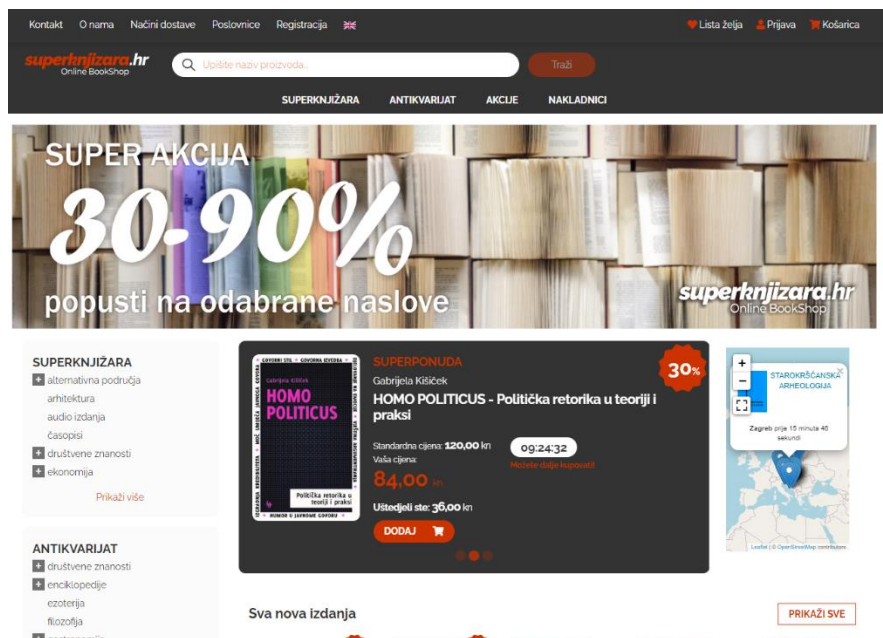 Kontakt O nama Načini dostave Poslovnice Registracija Lista želja Prijava Košarica
superknjizara.hr
Online BookShop
Upišite naziv proizvoda..
Traži
SUPERKNJIŽARA ANTIKVARIJAT AKCIJE NAKLADNICI
SUPER AKCIJA
30-90%
popusti na odabrane naslove
superknjizara.hr
Online BookShop
SUPERKNJIŽARA
alternativna područja
arhitektura
audio izdanja
časopisi
društvene znanosti
ekonomija
Prikaži više
ANTIKVARIJAT
društvene znanosti
enciklopedije
ezoterija
filozofija
Gabrijela Kišiček
HOMO
POLITICUS
Politička retorika u
teoriji i praksi
SUPERPONUDA
30%
Gabrijela Kišiček
HOMO POLITICUS - Politička retorika u teoriji i
praksi
Standardna cijena: 120,00 kn
09:24:32
Vaša cijena:
Možete dalje kupovati!
84,00 kn
Uštedjeli ste: 36,00 kn
DODAJ
+
−
STAROKRŠĆANSKA
ARHEOLOGIJA
×
Zagreb prije 15 minuta 46
sekundi
Leaflet | © OpenStreetMap contributors
Sva nova izdanja
PRIKAŽI SVE